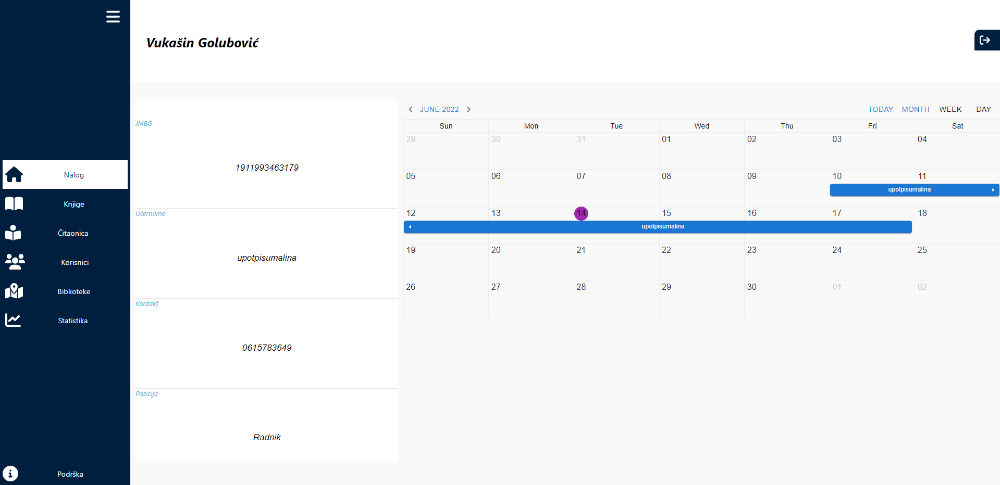 Vukašin Golubović
Nalog
Knjige
Čitaonica
Korisnici
Biblioteke
Statistika
Podrška
JMBG
1911993463179
Username
upotpisumalina
Kontakt
0615783649
Pozicija
Radnik
JUNE 2022 TODAY MONTH WEEK DAY
Sun Mon Tue Wed Thu Fri Sat
29 30 31 01 02 03 04
05 06 07 08 09 10 11
upotpisumalina
12 13 14 15 16 17 18
upotpisumalina
19 20 21 22 23 24 25
26 27 28 29 30 01 02